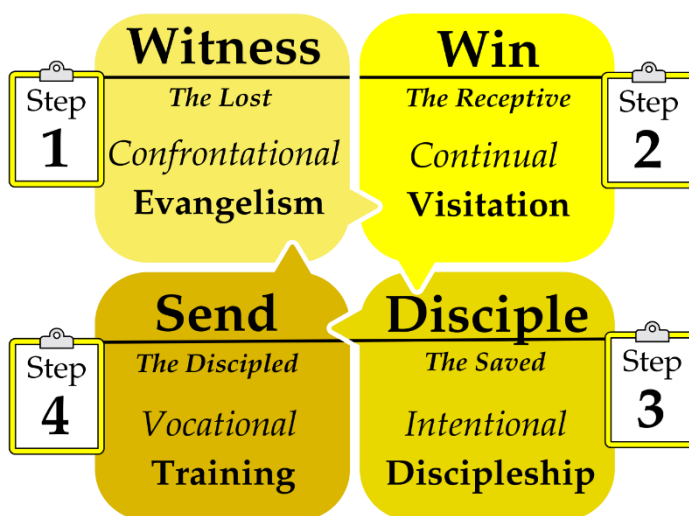 Step
1
Witness
The Lost
Confrontational
Evangelism
Win
The Receptive
Continual
Visitation
Step
2
Step
4
Send
The Discipled
Vocational
Training
Disciple
The Saved
Intentional
Discipleship
Step
3